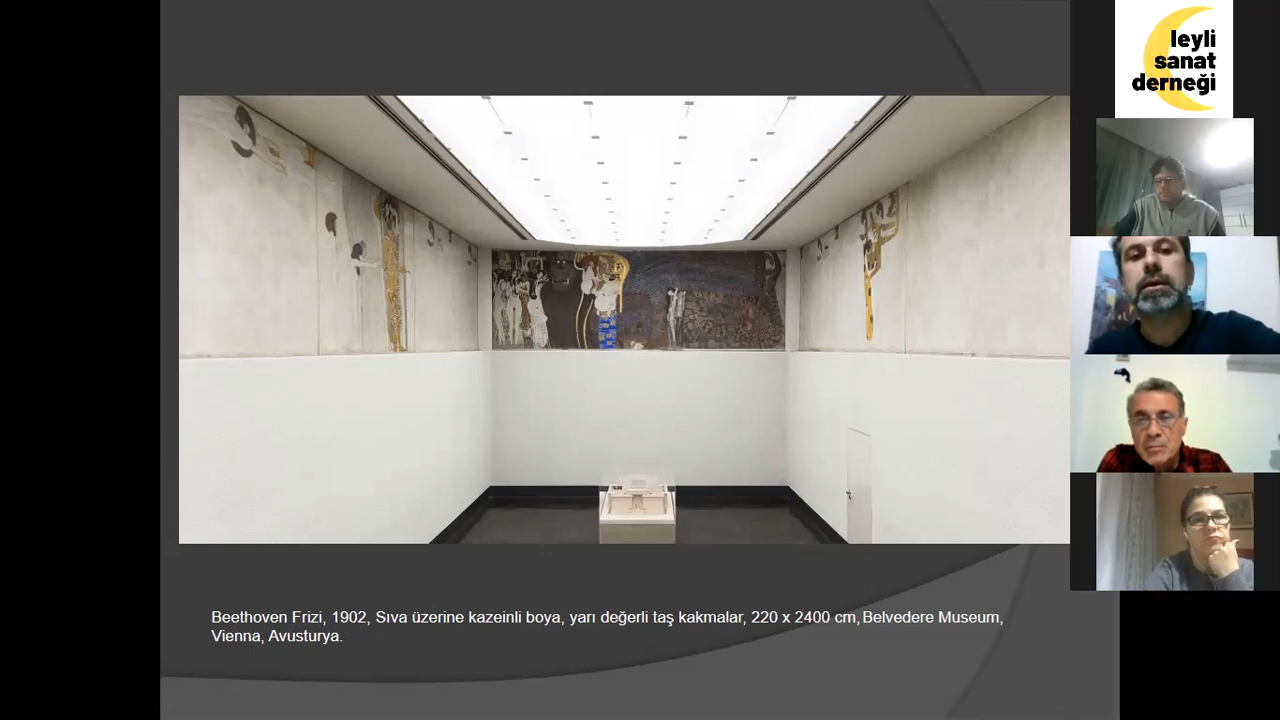 leyli
sanat
derneği
Beethoven Frizi, 1902, Sıva üzerine kazeinli boya, yarı değerli taş kakmalar, 220 x 2400 cm, Belvedere Museum,
Vienna, Avusturya.